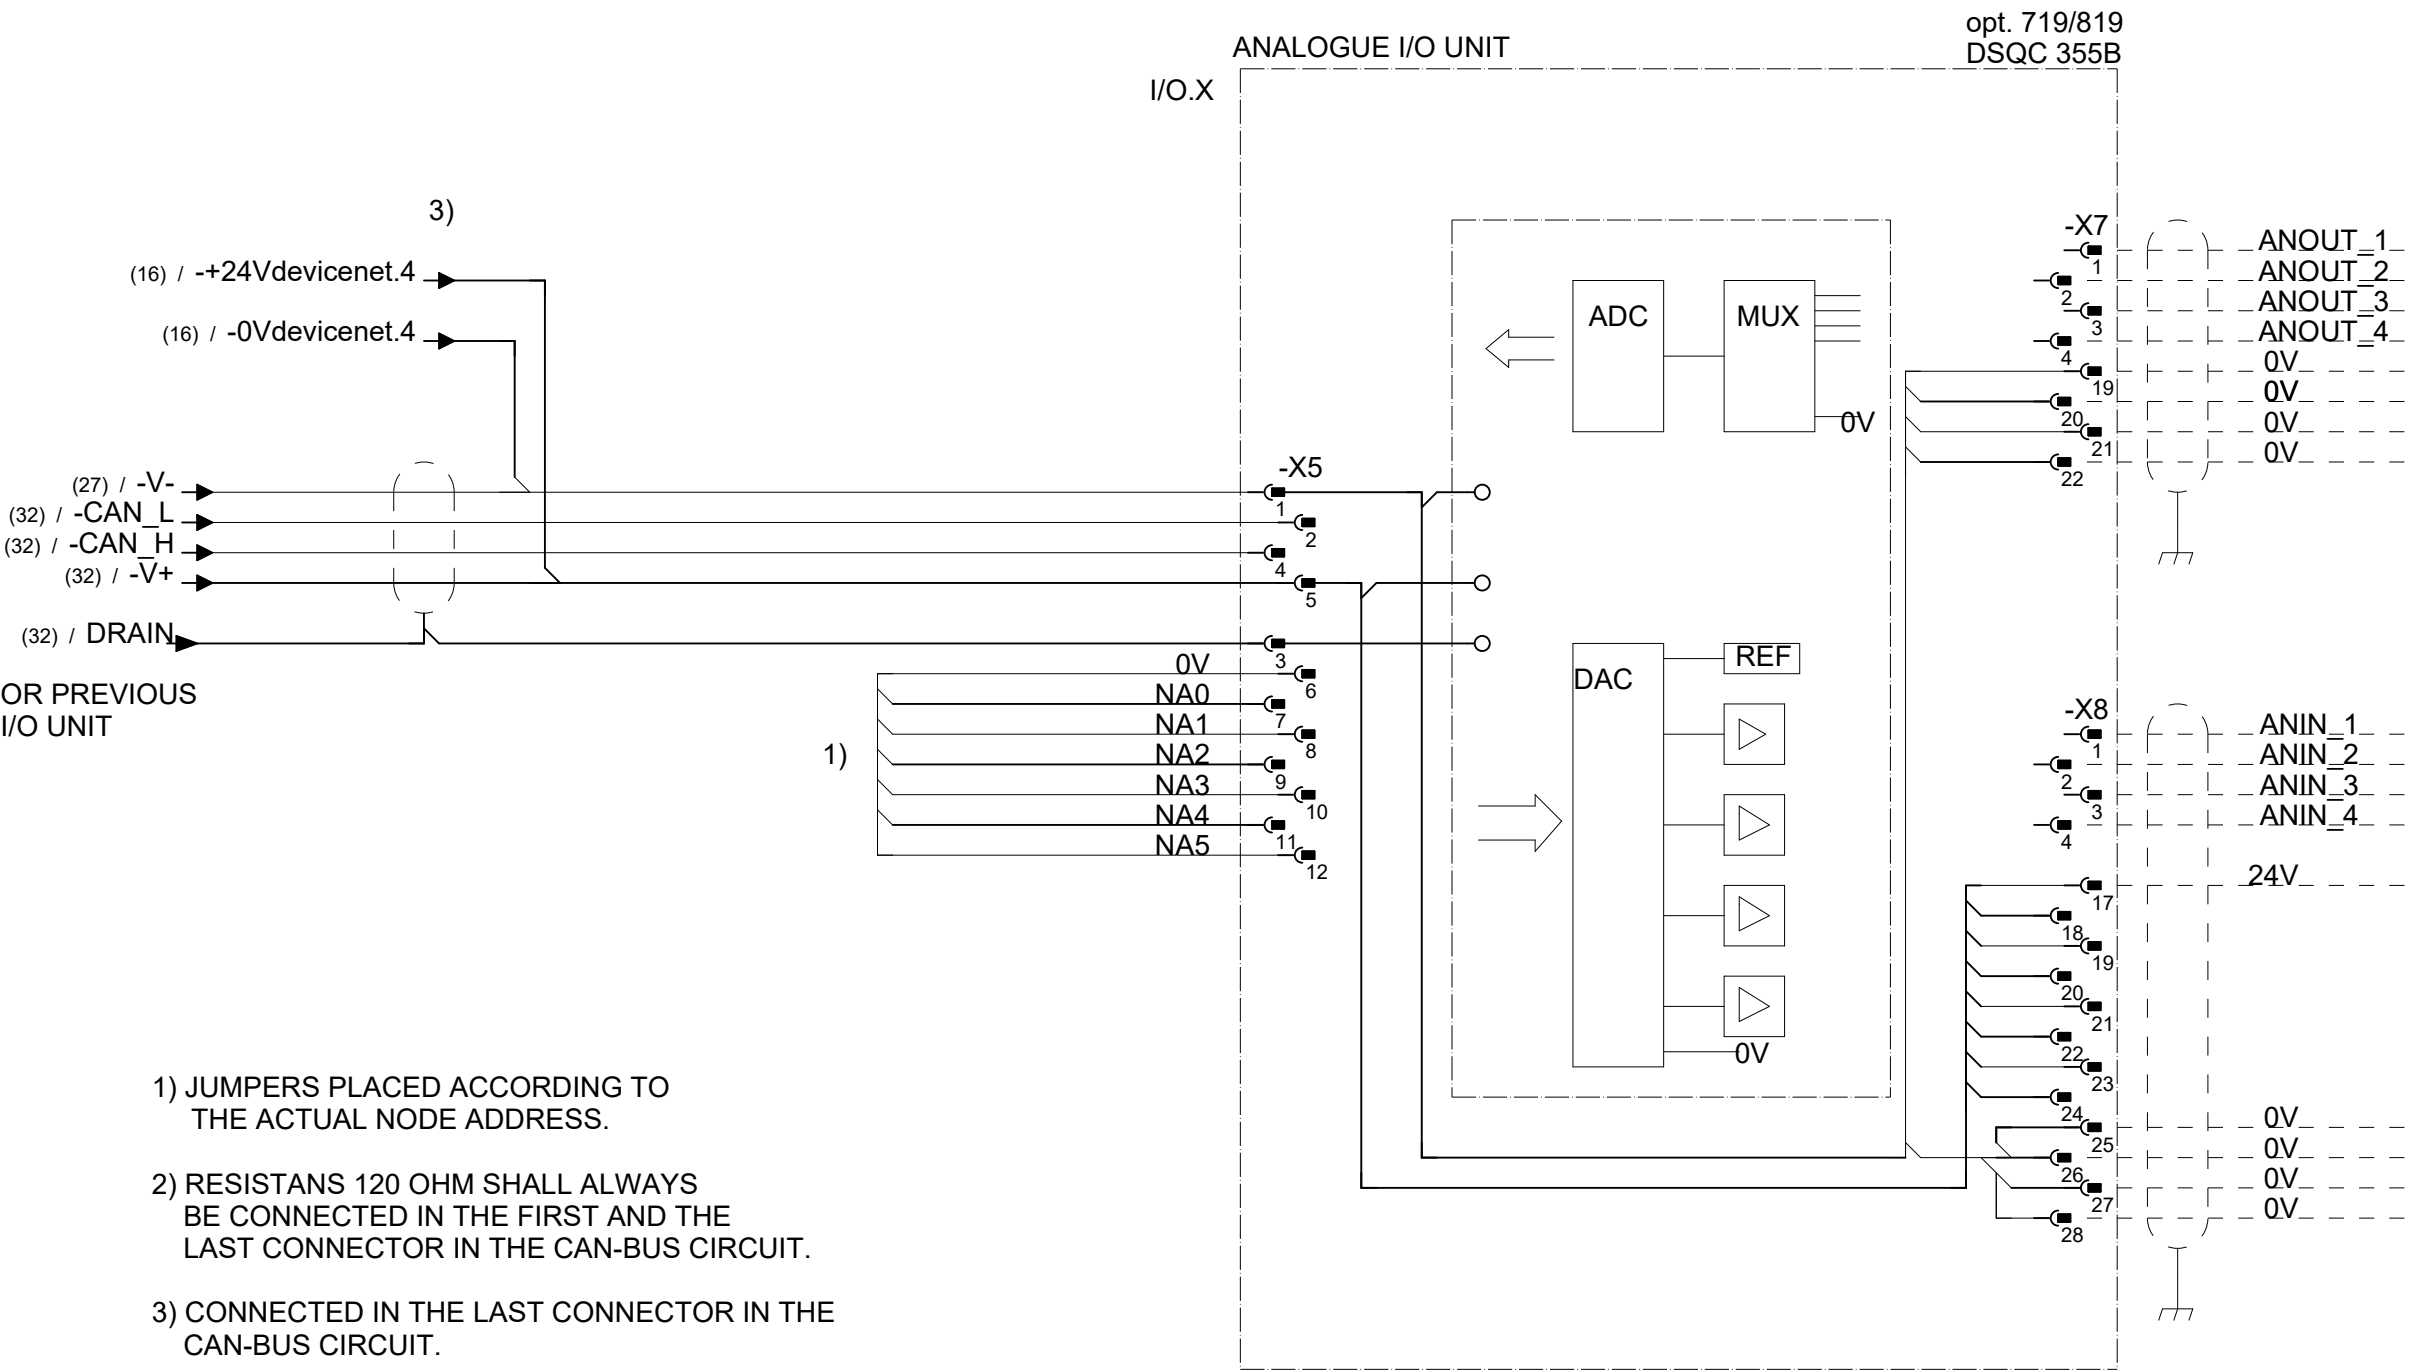 opt. 719/819
DSQC 355B
ANALOGUE I/O UNIT
I/O.X
3)
(16) / -+24Vdevicenet.4
(16) / -0Vdevicenet.4
(27) / -V-
(32) / -CAN_L
(32) / -CAN_H
(32) / -V+
(32) / DRAIN
OR PREVIOUS
I/O UNIT
-X5
1
2
4
5
3
0V
6
NA0
7
NA1
8
NA2
9
NA3
10
NA4
11
NA5
12
1)
ADC
MUX
0V
DAC
REF
0V
-X7
1
2
3
4
19
20
21
22
ANOUT_1
ANOUT_2
ANOUT_3
ANOUT_4
0V
0V
0V
0V
-X8
1
2
3
4
17
18
19
20
21
22
23
24
25
26
27
28
ANIN_1
ANIN_2
ANIN_3
ANIN_4
24V
0V
0V
0V
0V
1) JUMPERS PLACED ACCORDING TO
THE ACTUAL NODE ADDRESS.
2) RESISTANS 120 OHM SHALL ALWAYS
BE CONNECTED IN THE FIRST AND THE
LAST CONNECTOR IN THE CAN-BUS CIRCUIT.
3) CONNECTED IN THE LAST CONNECTOR IN THE
CAN-BUS CIRCUIT.